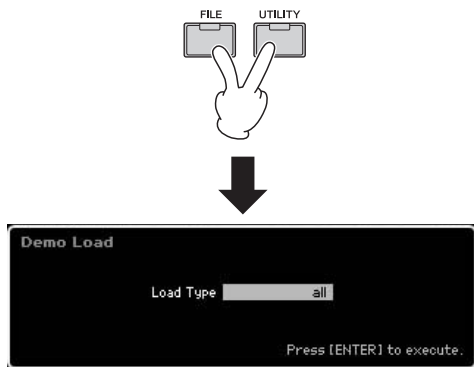 FILE UTILITY
Demo Load
Load Type all
Press [ENTER] to execute.